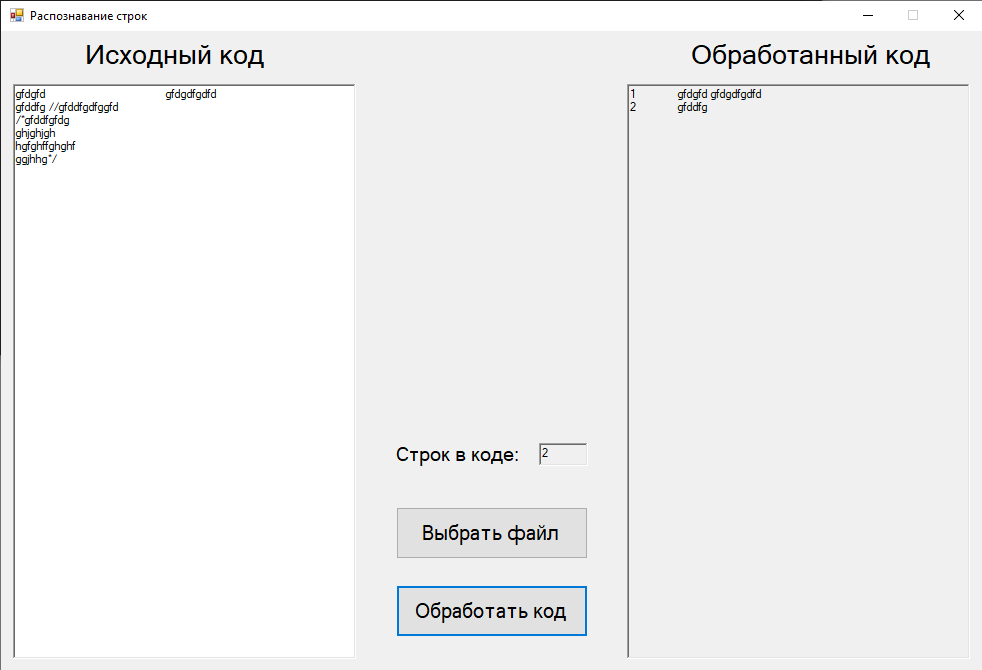 Распознавание строк
Исходный код
gfdgfd gfdgdfgdfd
gfddfg //gfddfgdfggfd
/*gfddfgfdg
ghjghjgh
hgfghffghghf
ggjhhg*/
Строк в коде: 2
Выбрать файл
Обработать код
Обработанный код
1 gfdgfd gfdgdfgdfd
2 gfddfg